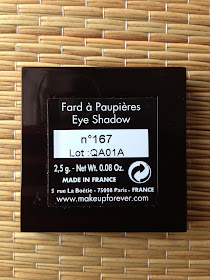 Fard à Paupières
Eye Shadow
n°167
Lot :QA01A
2,5 g. - Net Wt. 0.08 Oz.
MADE IN FRANCE
5 rue La Boétie - 75008 Paris - FRANCE
www.makeupforever.com